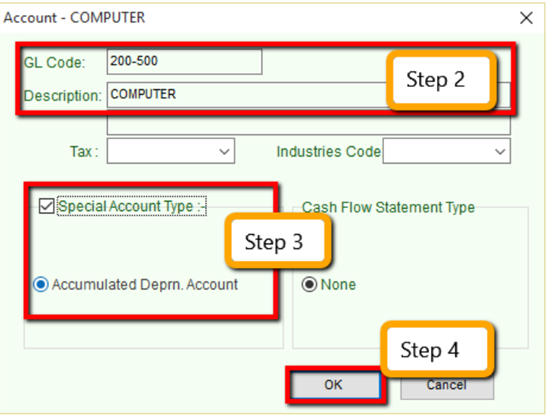 Account - COMPUTER
GL Code: 200-500
Step 2
Description: COMPUTER
Tax : Industries Code
Special Account Type :- Cash Flow Statement Type
Step 3
Accumulated Deprn. Account None
Step 4
OK Cancel